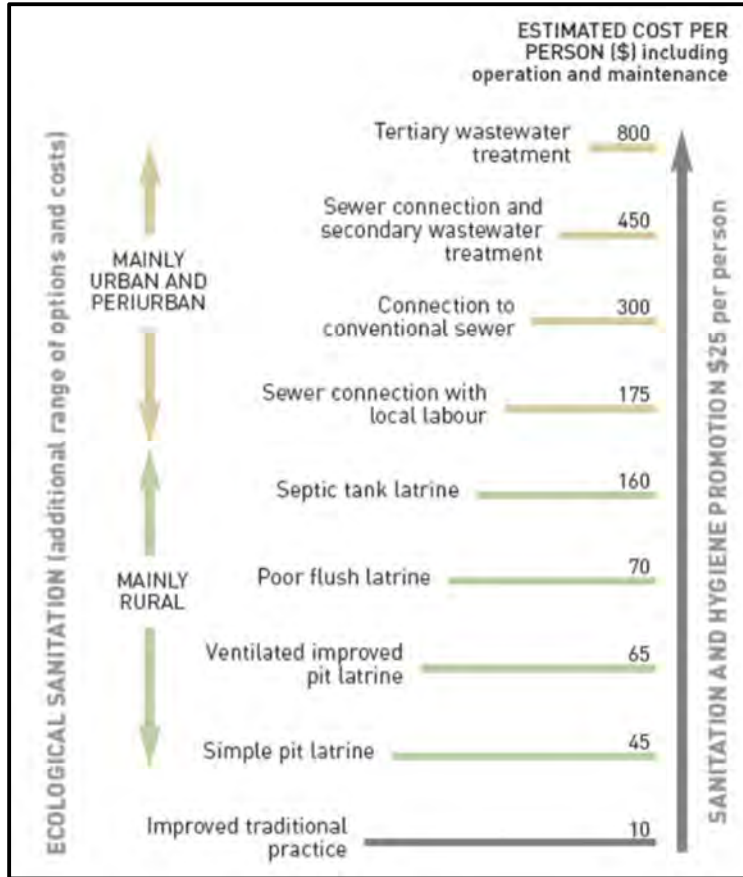 ESTIMATED COST PER
PERSON ($) including
operation and maintenance
ECOLOGICAL SANITATION (additional range of options and costs)
MAINLY
URBAN AND
PERIURBAN
MAINLY
RURAL
Tertiary wastewater
treatment
800
Sewer connection and
secondary wastewater
treatment
450
Connection to
conventional sewer
300
Sewer connection with
local labour
175
Septic tank latrine
160
Poor flush latrine
70
Ventilated improved
pit latrine
65
Simple pit latrine
45
Improved traditional
practice
10
SANITATION AND HYGIENE PROMOTION $25 per person